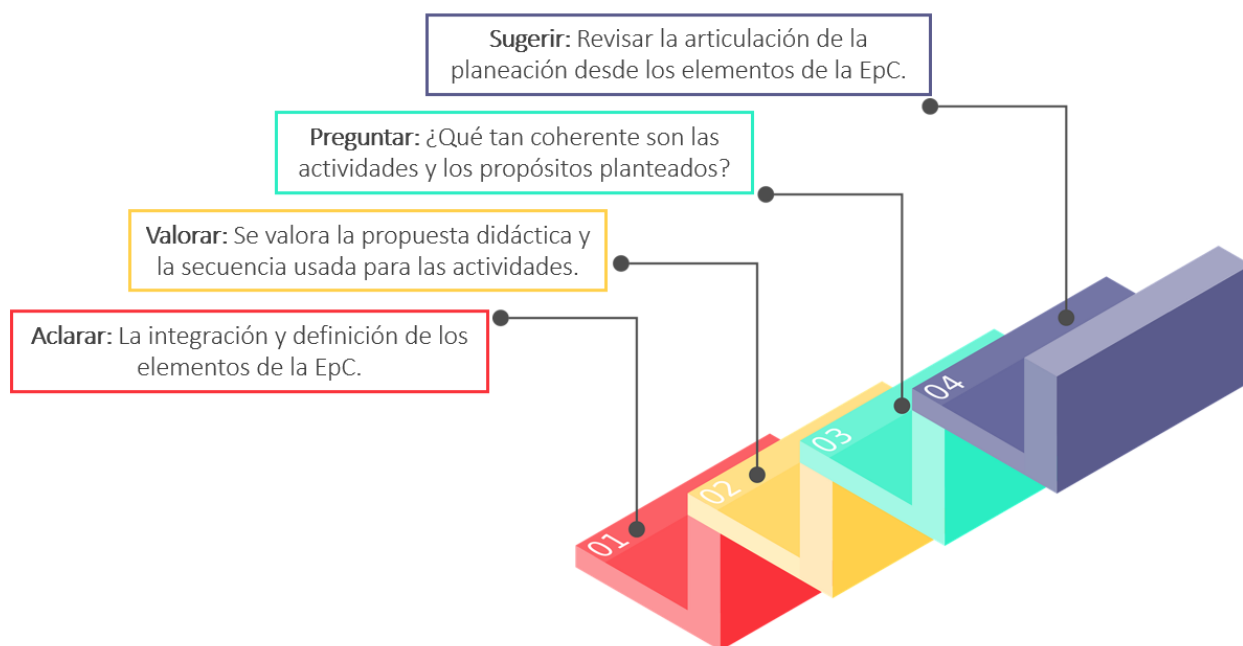 Sugerir: Revisar la articulación de la
planeación desde los elementos de la EpC.
Preguntar: ¿Qué tan coherente son las
actividades y los propósitos planteados?
Valorar: Se valora la propuesta didáctica y
la secuencia usada para las actividades.
Aclarar: La integración y definición de los
elementos de la EpC.
04
03
02
01